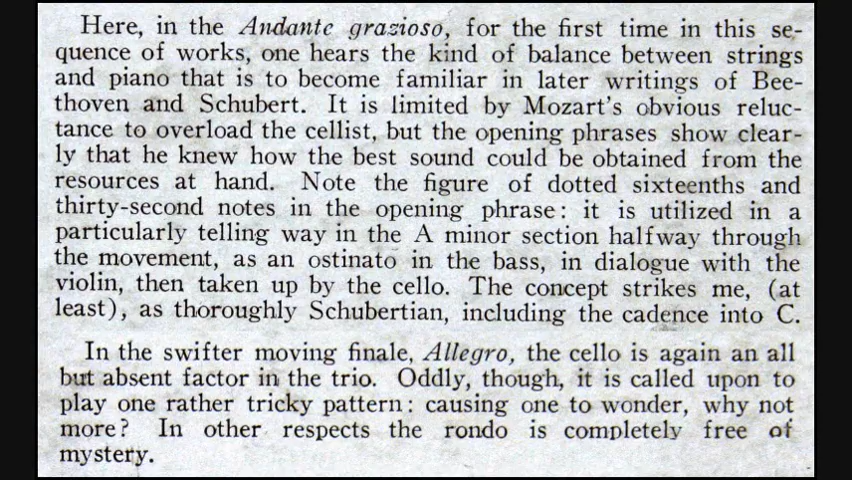 Here, in the Andante grazioso, for the first time in this se-
quence of works, one hears the kind of balance between strings
and piano that is to become familiar in later writings of Bee-
thoven and Schubert. It is limited by Mozart's obvious reluc-
tance to overload the cellist, but the opening phrases show clear-
ly that he knew how the best sound could be obtained from the
resources at hand. Note the figure of dotted sixteenths and
thirty-second notes in the opening phrase: it is utilized in a
particularly telling way in the A minor section halfway through
the movement, as an ostinato in the bass, in dialogue with the
violin, then taken up by the cello. The concept strikes me, (at
least), as thoroughly Schubertian, including the cadence into C.
In the swifter moving finale, Allegro, the cello is again an all
but absent factor in the trio. Oddly, though, it is called upon to
play one rather tricky pattern: causing one to wonder, why not
more? In other respects the rondo is completely free of
mystery.